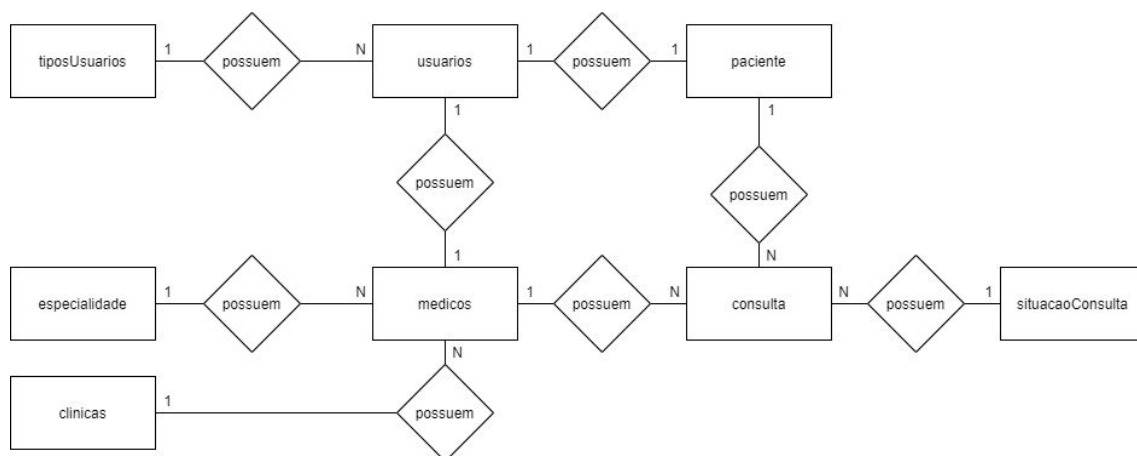 tiposUsuarios 1 possuem N usuarios 1 possuem 1 paciente
1 1
possuem possuem
1 N
especialidade 1 possuem N medicos 1 possuem N consulta N possuem 1 situacaoConsulta
N
clinicas 1 possuem